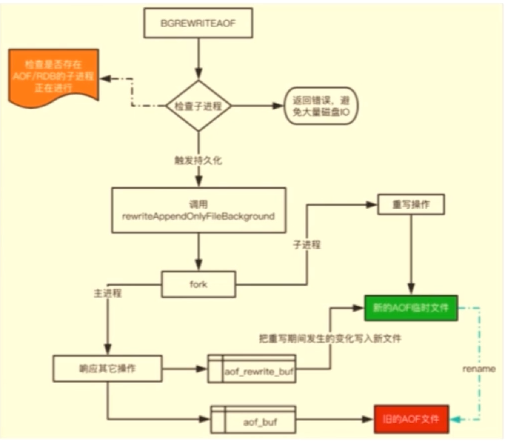 BGREWRITEAOF
检查是否存在
AOF/RDB的子进程
正在进行
检查子进程
返回错误、避
免大量磁盘IO
触发持久化
调用
rewriteAppendOnlyFileBackground
重写操作
子进程
fork
主进程
新的AOF临时文件
把重写期间发生的变化写入新文件
响应其它操作
aof_rewrite_buf
rename
aof_buf
旧的AOF文件